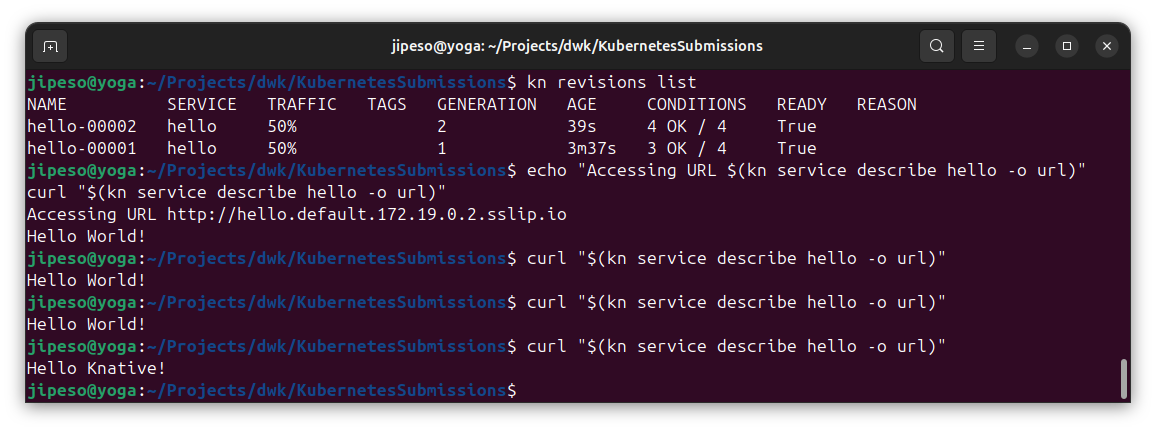 jipeso@yoga: ~/Projects/dwk/KubernetesSubmissions
jipeso@yoga:~/Projects/dwk/KubernetesSubmissions$ kn revisions list
NAME          SERVICE   TRAFFIC   TAGS   GENERATION   AGE     CONDITIONS   READY   REASON
hello-00002   hello     50%              2            39s     4 OK / 4     True
hello-00001   hello     50%              1            3m37s   3 OK / 4     True
jipeso@yoga:~/Projects/dwk/KubernetesSubmissions$ echo "Accessing URL $(kn service describe hello -o url)"
curl "$(kn service describe hello -o url)"
Accessing URL http://hello.default.172.19.0.2.sslip.io
Hello World!
jipeso@yoga:~/Projects/dwk/KubernetesSubmissions$ curl "$(kn service describe hello -o url)"
Hello World!
jipeso@yoga:~/Projects/dwk/KubernetesSubmissions$ curl "$(kn service describe hello -o url)"
Hello World!
jipeso@yoga:~/Projects/dwk/KubernetesSubmissions$ curl "$(kn service describe hello -o url)"
Hello Knative!
jipeso@yoga:~/Projects/dwk/KubernetesSubmissions$